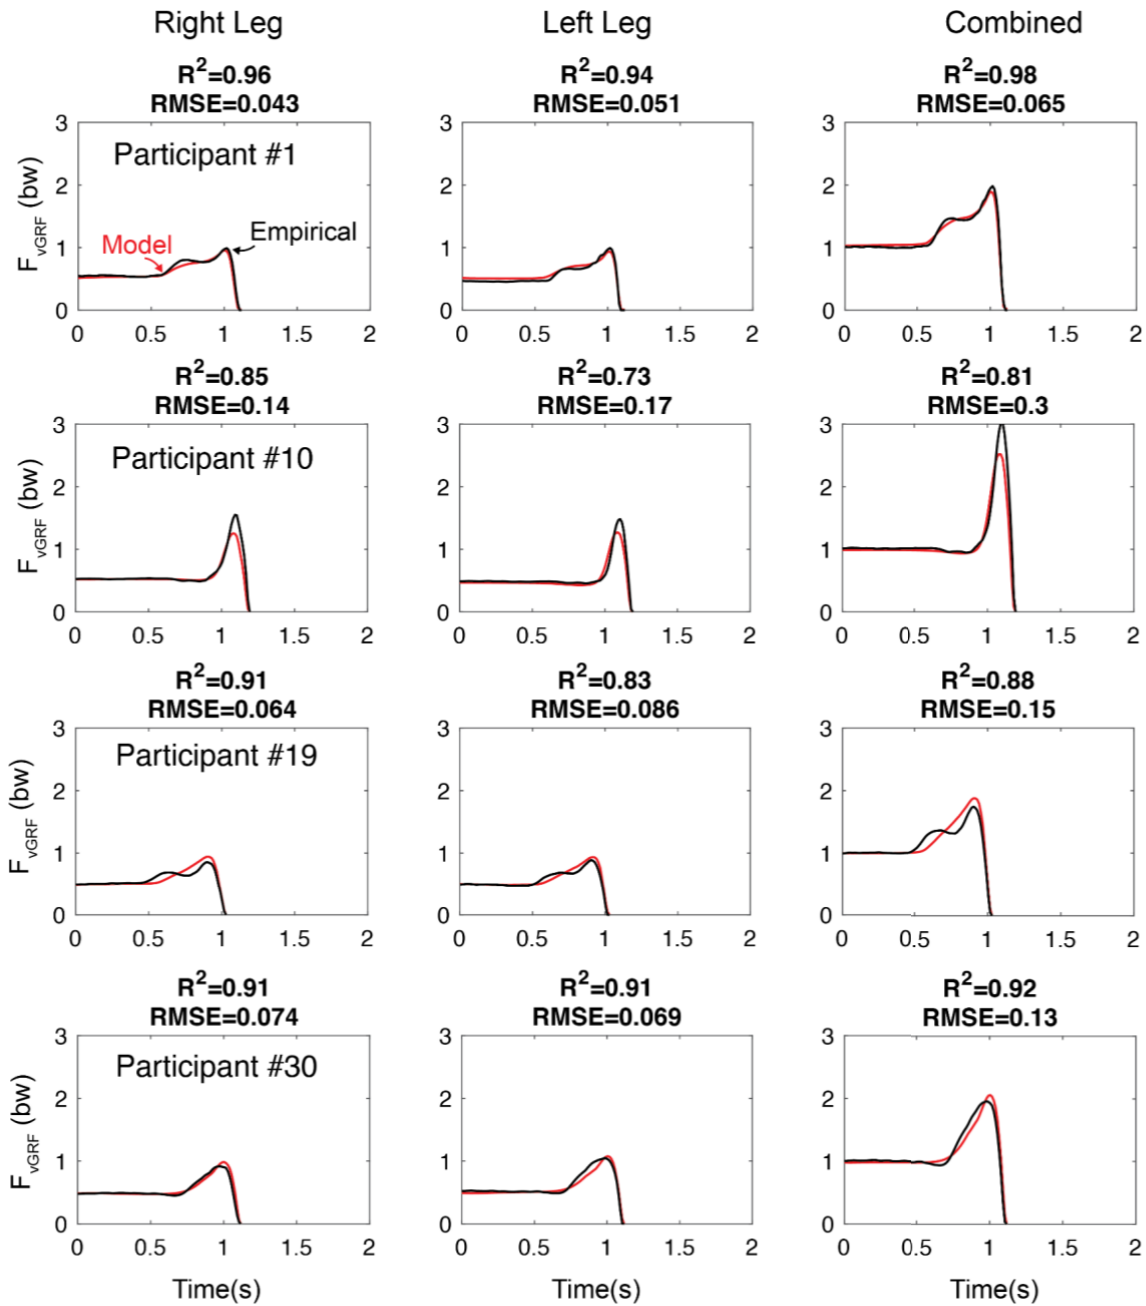 Right Leg Left Leg Combined
R²=0.96 R²=0.94 R²=0.98
RMSE=0.043 RMSE=0.051 RMSE=0.065
3 3 3
Participant #1
2 2 2
F_vGRF (bw)
Empirical
Model
1 1 1
0 0 0
0 0.5 1 1.5 2 0 0.5 1 1.5 2 0 0.5 1 1.5 2
R²=0.85 R²=0.73 R²=0.81
RMSE=0.14 RMSE=0.17 RMSE=0.3
3 3 3
Participant #10
2 2 2
F_vGRF (bw)
1 1 1
0 0 0
0 0.5 1 1.5 2 0 0.5 1 1.5 2 0 0.5 1 1.5 2
R²=0.91 R²=0.83 R²=0.88
RMSE=0.064 RMSE=0.086 RMSE=0.15
3 3 3
Participant #19
2 2 2
F_vGRF (bw)
1 1 1
0 0 0
0 0.5 1 1.5 2 0 0.5 1 1.5 2 0 0.5 1 1.5 2
R²=0.91 R²=0.91 R²=0.92
RMSE=0.074 RMSE=0.069 RMSE=0.13
3 3 3
Participant #30
2 2 2
F_vGRF (bw)
1 1 1
0 0 0
0 0.5 1 1.5 2 0 0.5 1 1.5 2 0 0.5 1 1.5 2
Time(s) Time(s) Time(s)